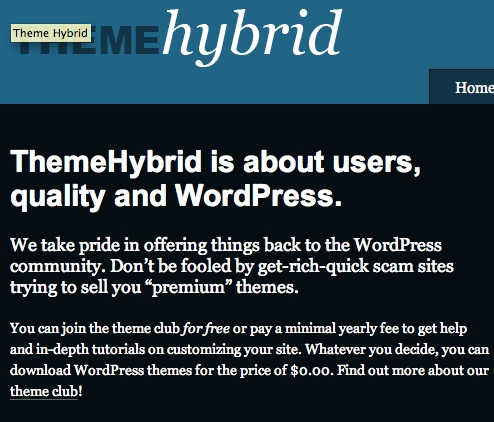 Theme Hybrid
THEMEhybrid
Home
ThemeHybrid is about users,
quality and WordPress.
We take pride in offering things back to the WordPress
community. Don’t be fooled by get-rich-quick scam sites
trying to sell you “premium” themes.
You can join the theme club for free or pay a minimal yearly fee to get help
and in-depth tutorials on customizing your site. Whatever you decide, you can
download WordPress themes for the price of $0.00. Find out more about our
theme club!